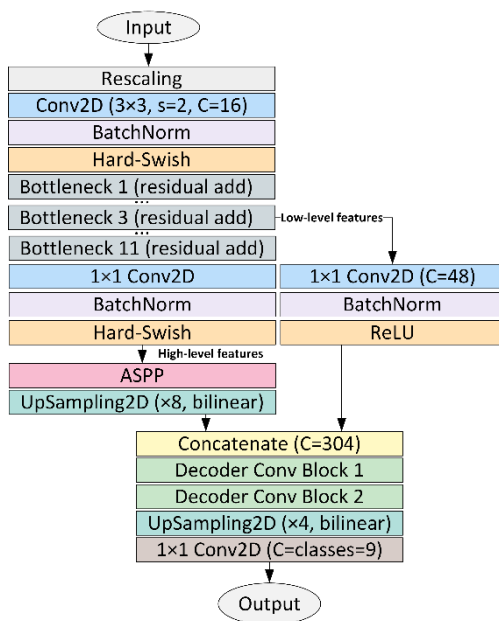 Input
Rescaling
Conv2D (3×3, s=2, C=16)
BatchNorm
Hard-Swish
Bottleneck 1 (residual add)
...
Bottleneck 3 (residual add)
Low-level features
...
Bottleneck 11 (residual add)
1×1 Conv2D
1×1 Conv2D (C=48)
BatchNorm
BatchNorm
Hard-Swish
ReLU
High-level features
ASPP
UpSampling2D (×8, bilinear)
Concatenate (C=304)
Decoder Conv Block 1
Decoder Conv Block 2
UpSampling2D (×4, bilinear)
1×1 Conv2D (C=classes=9)
Output